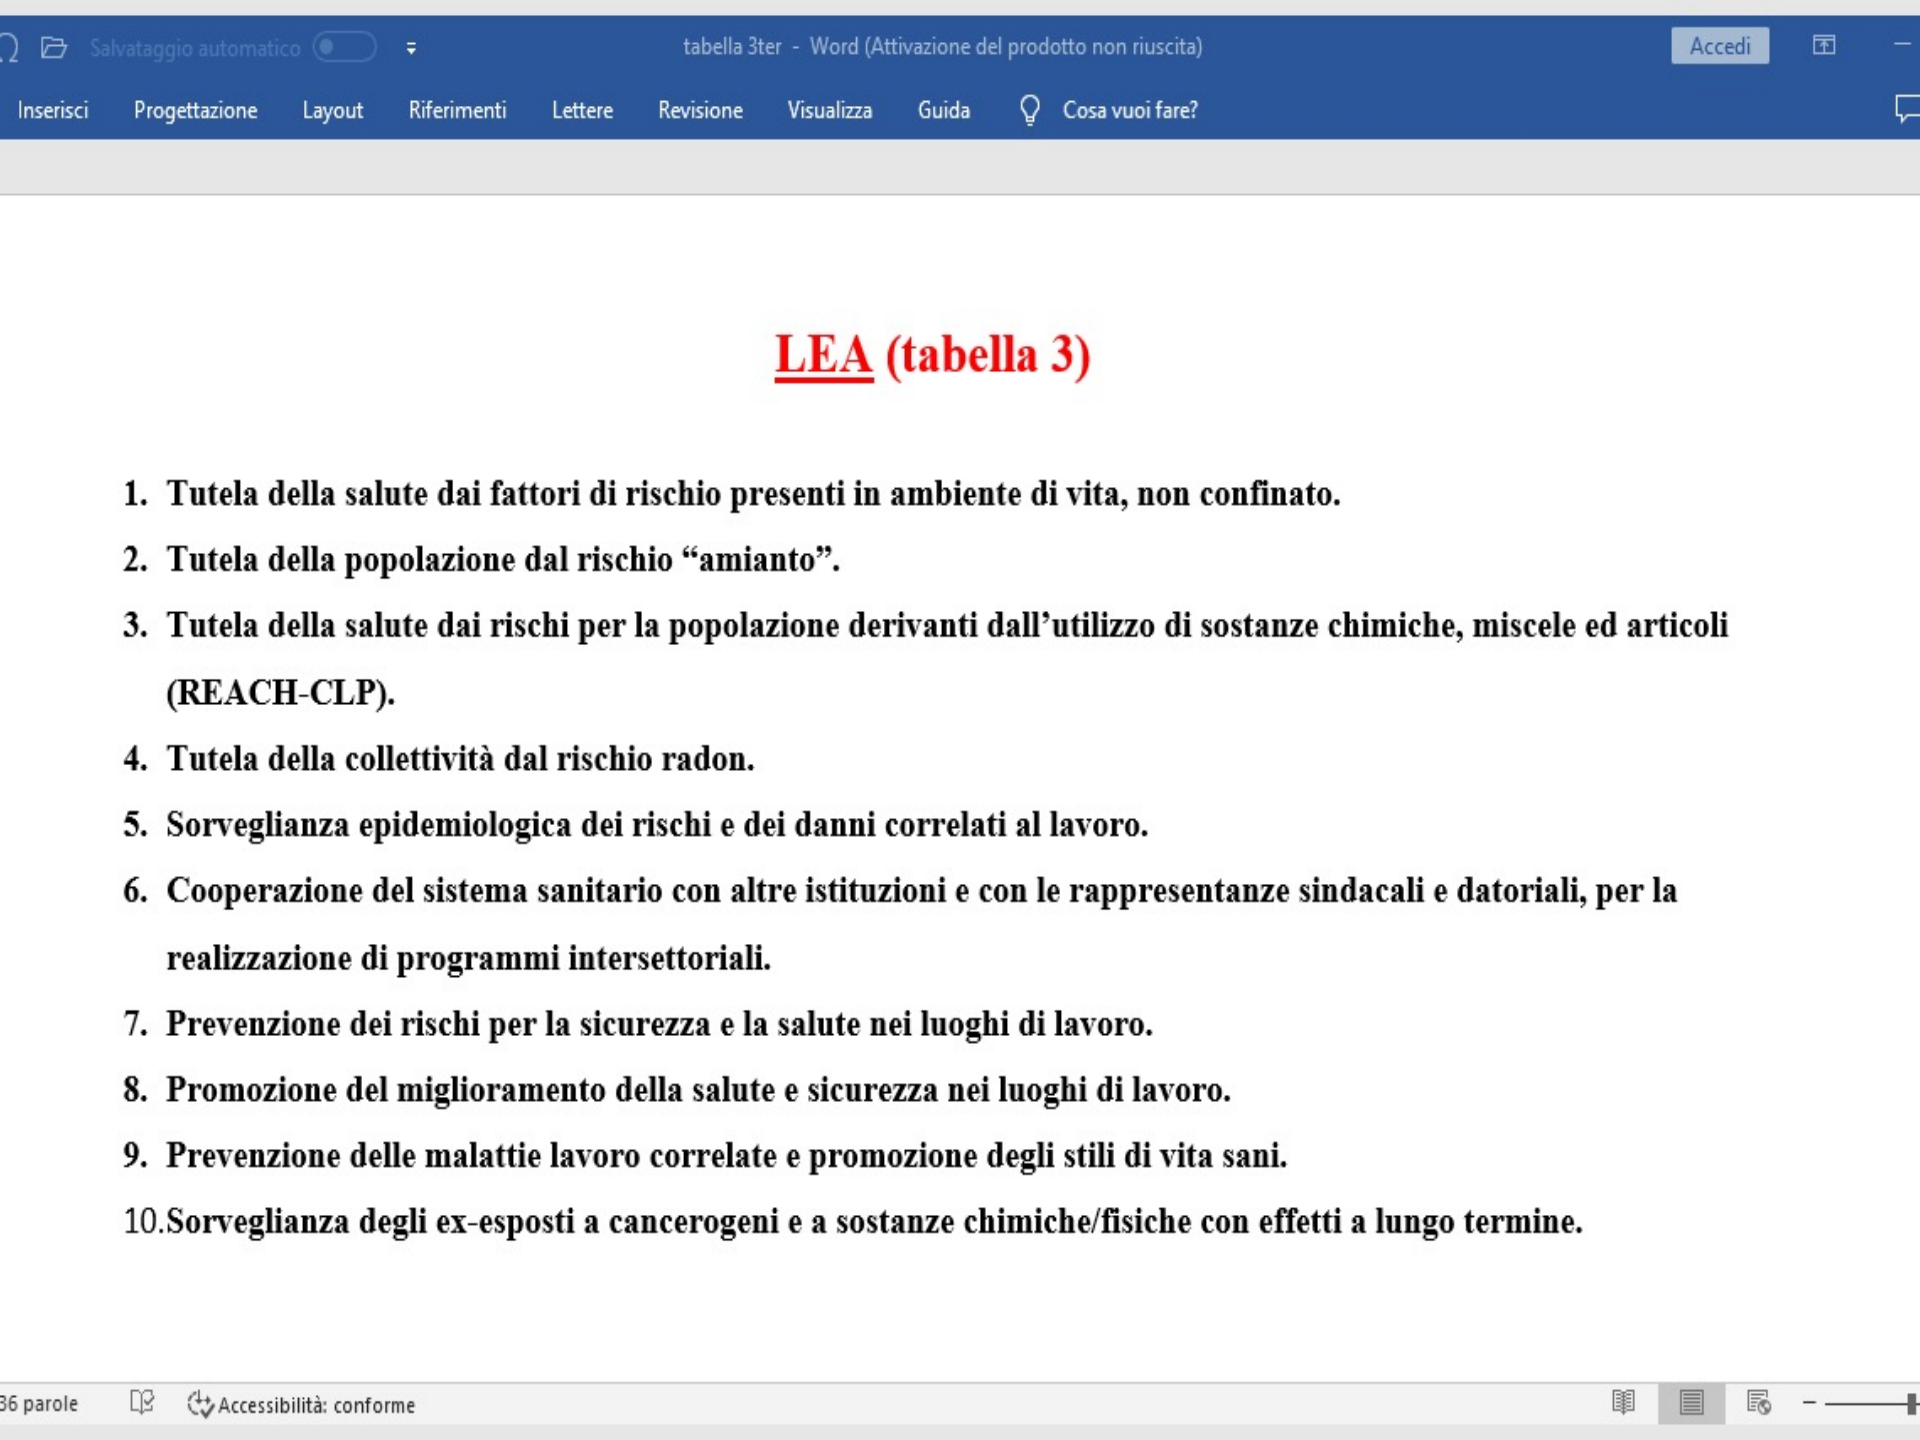 Salvataggio automatico
tabella 3ter - Word (Attivazione del prodotto non riuscita)
Accedi
Inserisci Progettazione Layout Riferimenti Lettere Revisione Visualizza Guida Cosa vuoi fare?
LEA (tabella 3)
1. Tutela della salute dai fattori di rischio presenti in ambiente di vita, non confinato.
2. Tutela della popolazione dal rischio “amianto”.
3. Tutela della salute dai rischi per la popolazione derivanti dall’utilizzo di sostanze chimiche, miscele ed articoli
(REACH-CLP).
4. Tutela della collettività dal rischio radon.
5. Sorveglianza epidemiologica dei rischi e dei danni correlati al lavoro.
6. Cooperazione del sistema sanitario con altre istituzioni e con le rappresentanze sindacali e datoriali, per la
realizzazione di programmi intersettoriali.
7. Prevenzione dei rischi per la sicurezza e la salute nei luoghi di lavoro.
8. Promozione del miglioramento della salute e sicurezza nei luoghi di lavoro.
9. Prevenzione delle malattie lavoro correlate e promozione degli stili di vita sani.
10.Sorveglianza degli ex-esposti a cancerogeni e a sostanze chimiche/fisiche con effetti a lungo termine.
36 parole
Accessibilità: conforme